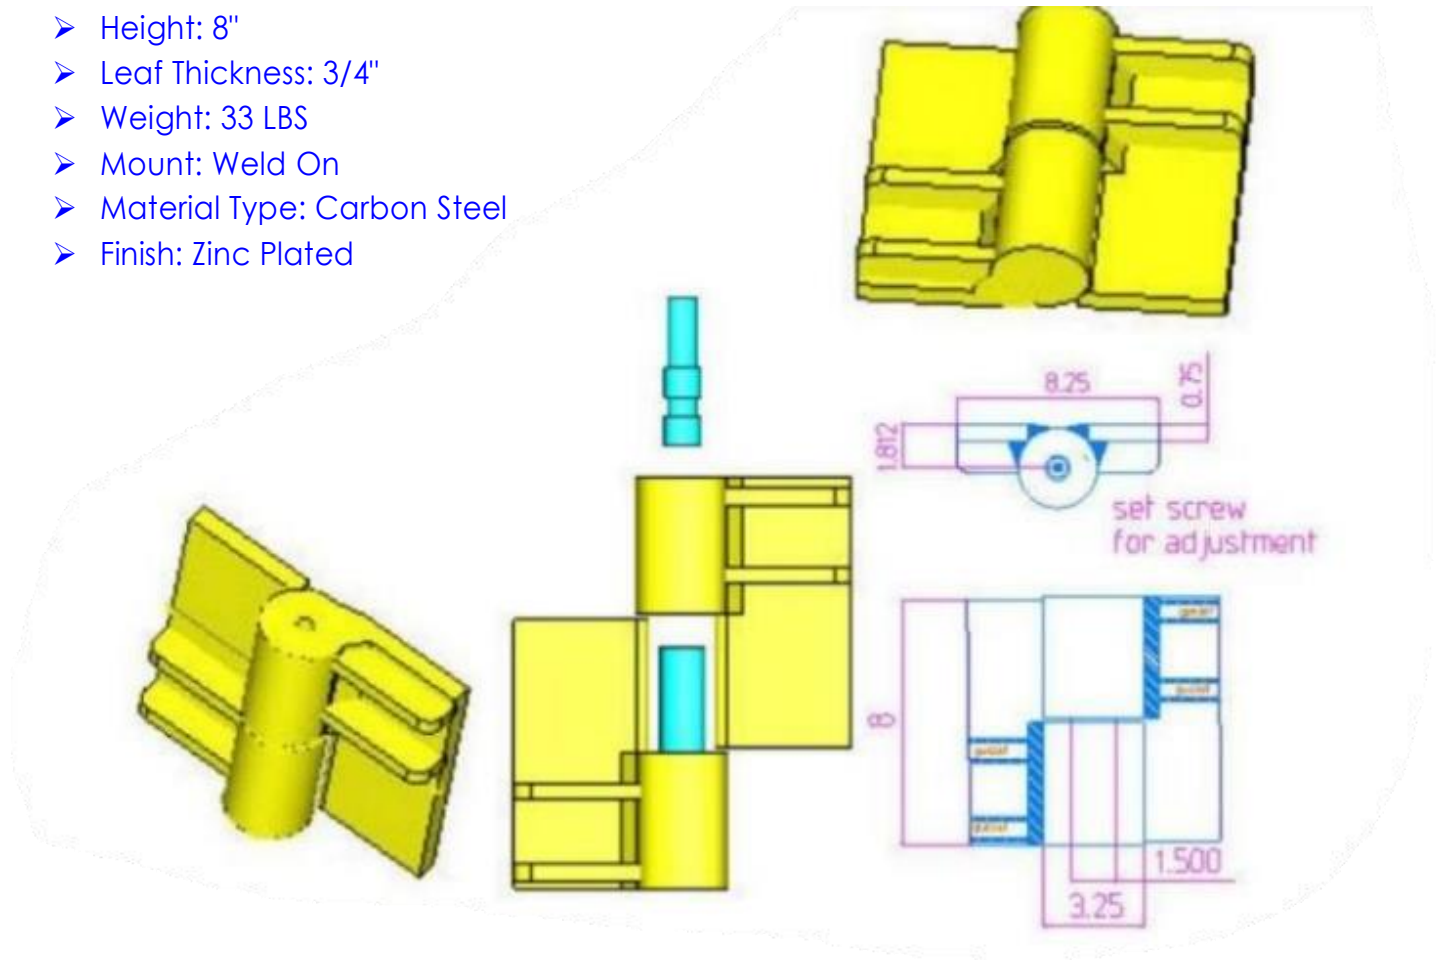 Height: 8"
Leaf Thickness: 3/4"
Weight: 33 LBS
Mount: Weld On
Material Type: Carbon Steel
Finish: Zinc Plated
8.25
0.75
1.812
set screw
for adjustment
8
1.500
3.25